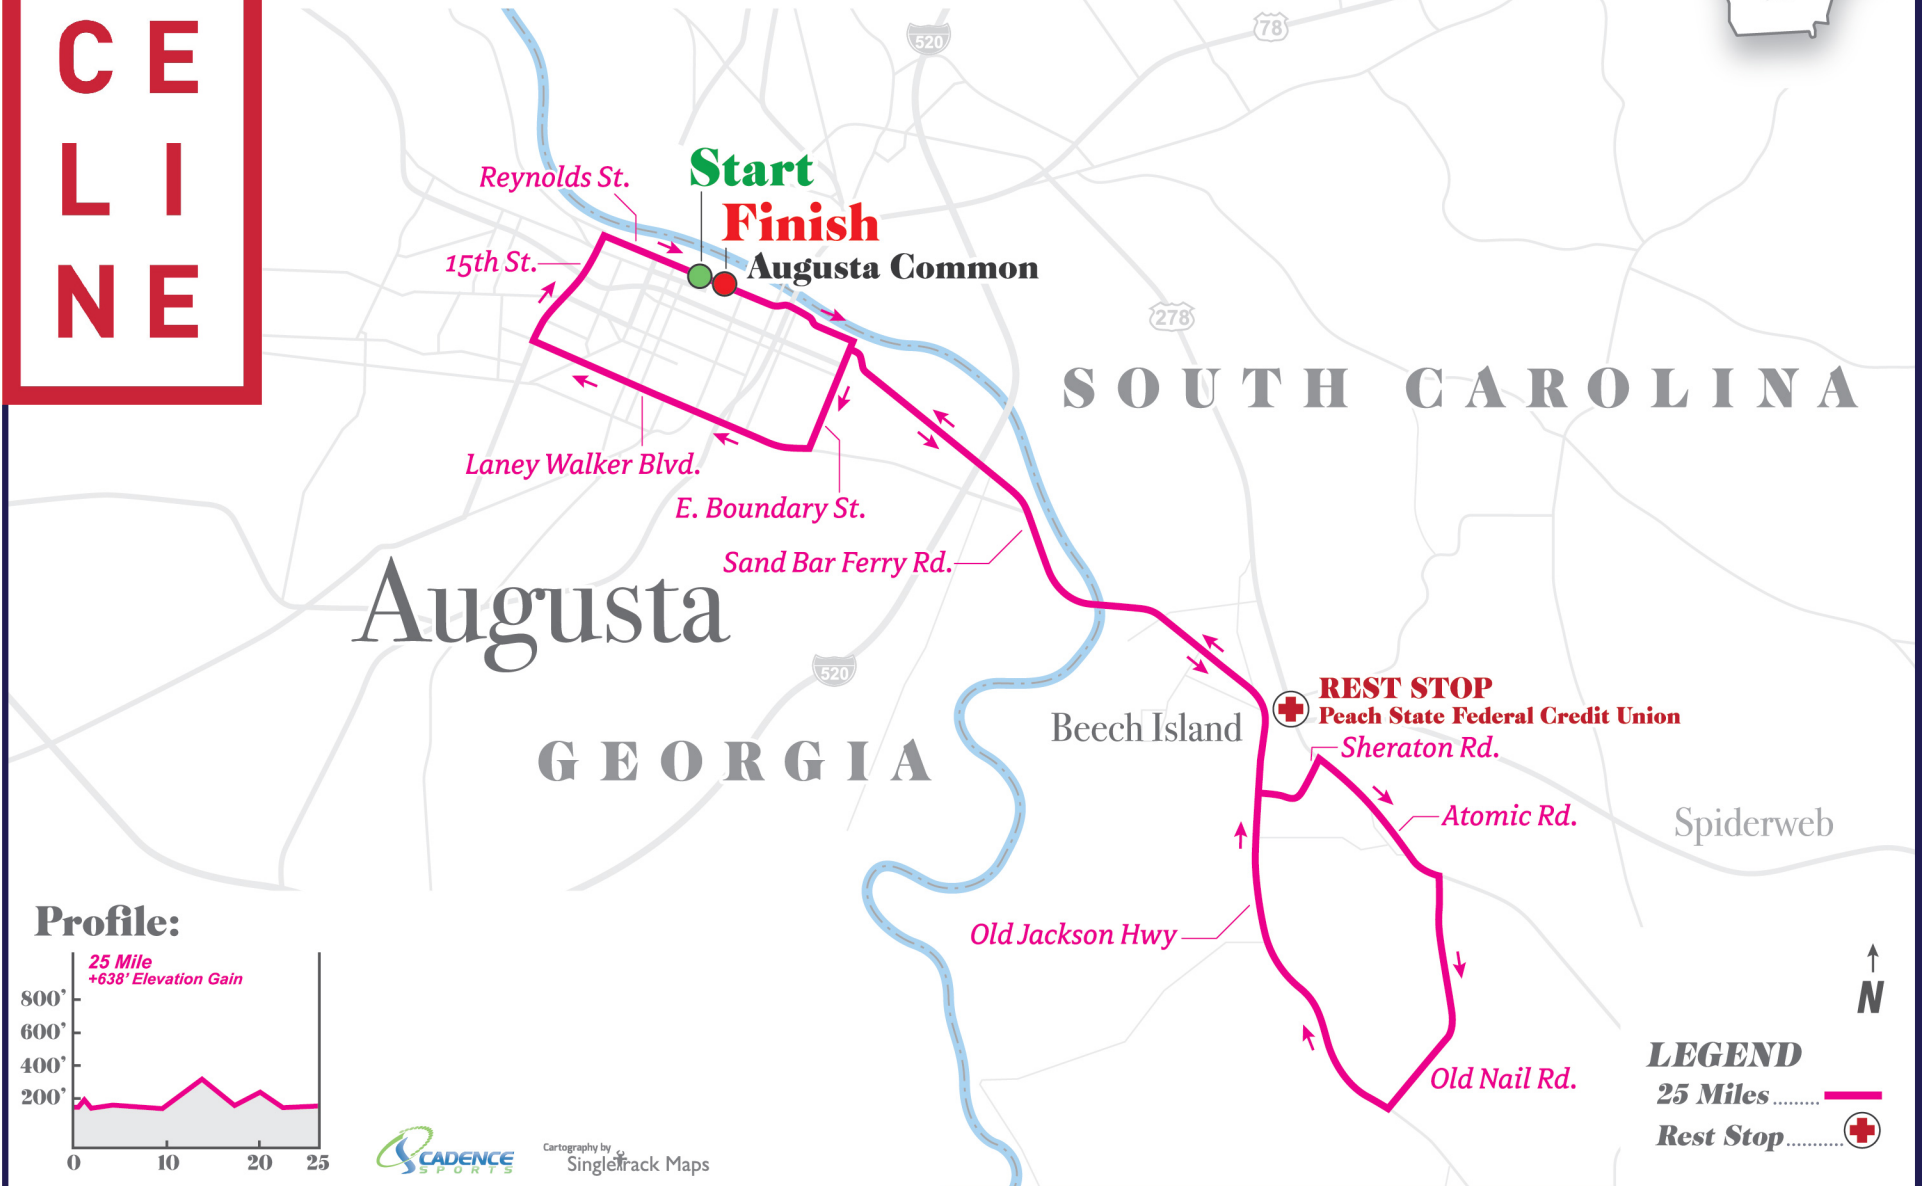 C E
L I
N E
520
78
Reynolds St.
Start
Finish
Augusta Common
15th St.
278
SOUTH CAROLINA
Laney Walker Blvd.
E. Boundary St.
Sand Bar Ferry Rd.
Augusta
520
REST STOP
Peach State Federal Credit Union
Beech Island
Sheraton Rd.
GEORGIA
Atomic Rd.
Spiderweb
Old Jackson Hwy
Old Nail Rd.
Profile:
25 Mile
+638' Elevation Gain
800'
600'
400'
200'
0 10 20 25
CADENCE
SPORTS
Cartography by
SingleTrack Maps
N
LEGEND
25 Miles ........
Rest Stop ..........